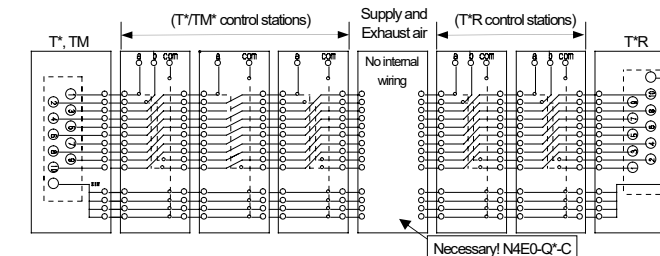 (T*/TM* control stations)
Supply and
Exhaust air
(T*R control stations)
T*, TM
T*R
a b com
a com
a com
No internal
wiring
a b com
a b com
Necessary! N4E0-Q*-C